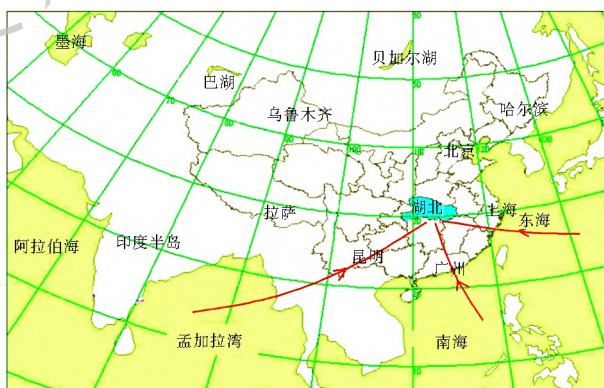 墨海
贝加尔湖
巴湖
乌鲁木齐
哈尔滨
北京
湖北
上海
拉萨
东海
阿拉伯海
印度半岛
昆明
广州
孟加拉湾
南海